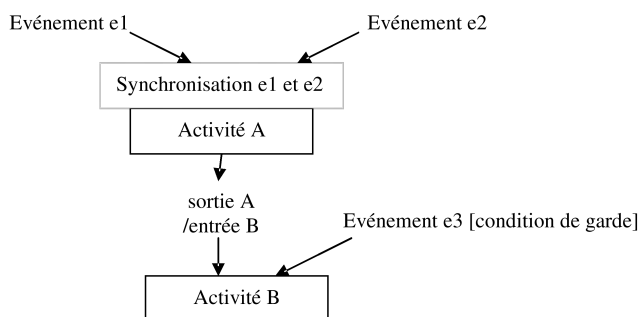 Evénement e1
Evénement e2
Synchronisation e1 et e2
Activité A
sortie A
/entrée B
Evénement e3 [condition de garde]
Activité B